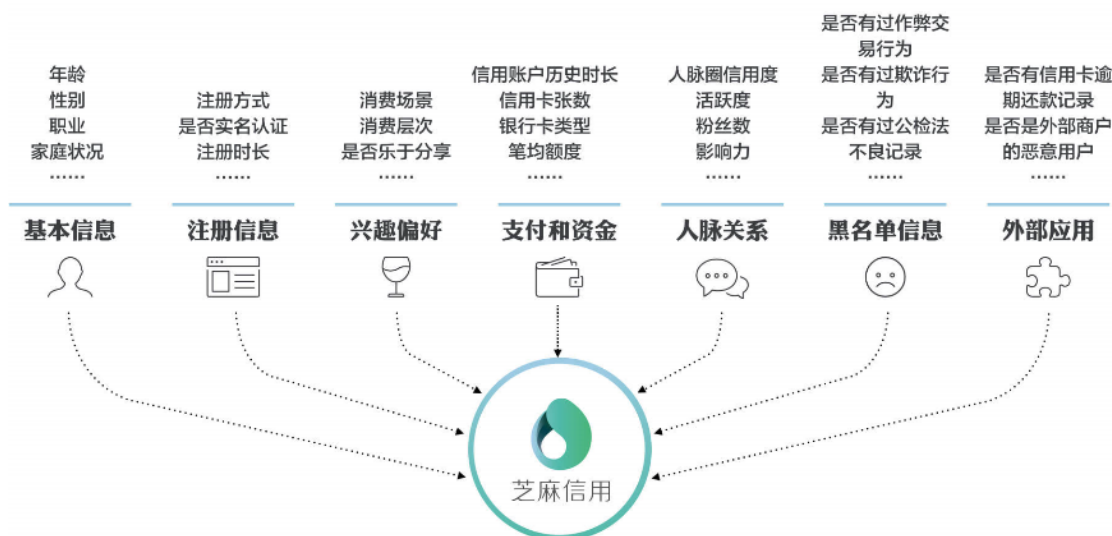 年龄
性别
职业
家庭状况
......
基本信息
注册方式
是否实名认证
注册时长
......
注册信息
消费场景
消费层次
是否乐于分享
......
兴趣偏好
信用账户历史时长
信用卡张数
银行卡类型
笔均额度
......
支付和资金
人脉圈信用度
活跃度
粉丝数
影响力
......
人脉关系
是否有过作弊交
易行为
是否有过欺诈行
为
是否有过公检法
不良记录
......
黑名单信息
是否有信用卡逾
期还款记录
是否是外部商户
的恶意用户
......
外部应用
芝麻信用